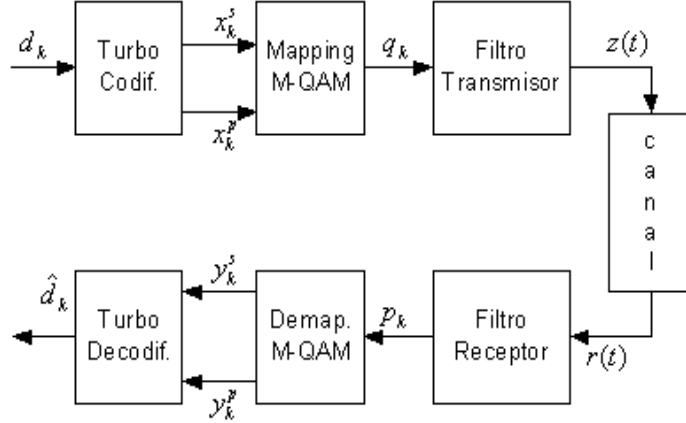 d_k
Turbo
Codif.
x_k^s
x_k^p
Mapping
M-QAM
q_k
Filtro
Transmisor
z(t)
canal
r(t)
Filtro
Receptor
p_k
Demap.
M-QAM
y_k^s
y_k^p
Turbo
Decodif.
d̂_k